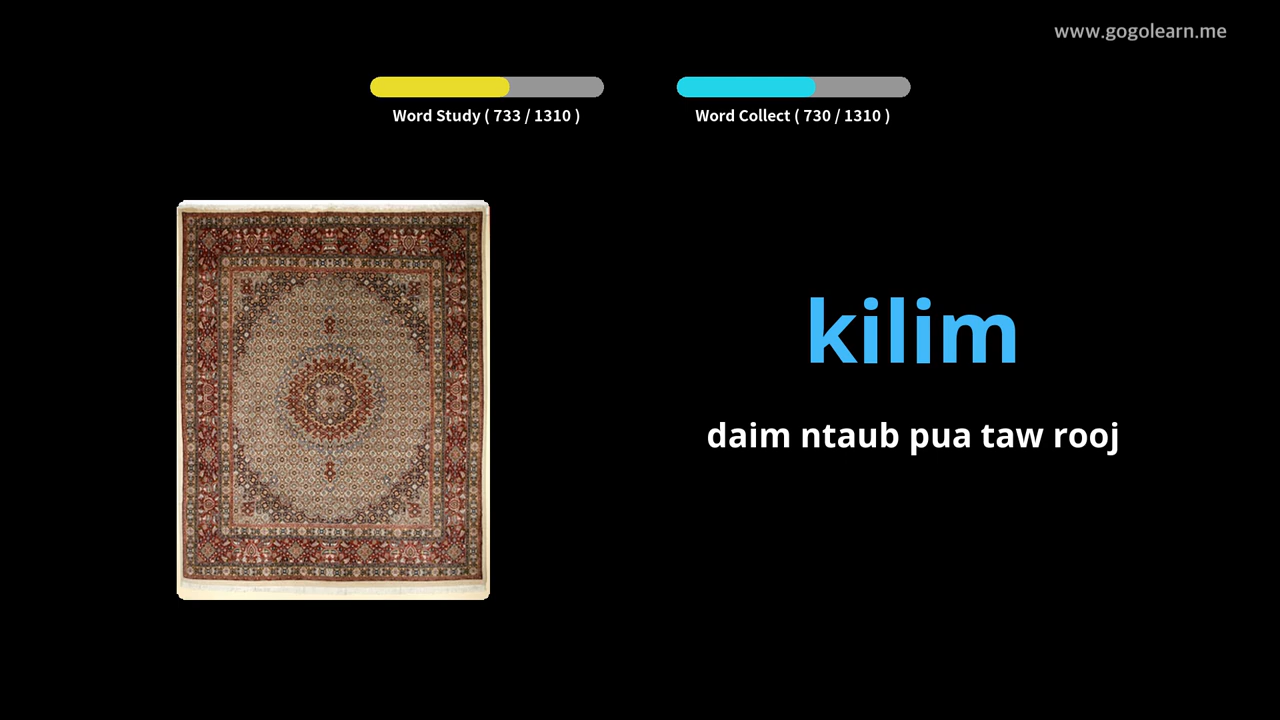 www.gogolearn.me
Word Study ( 733 / 1310 )
Word Collect ( 730 / 1310 )
kilim
daim ntaub pua taw rooj